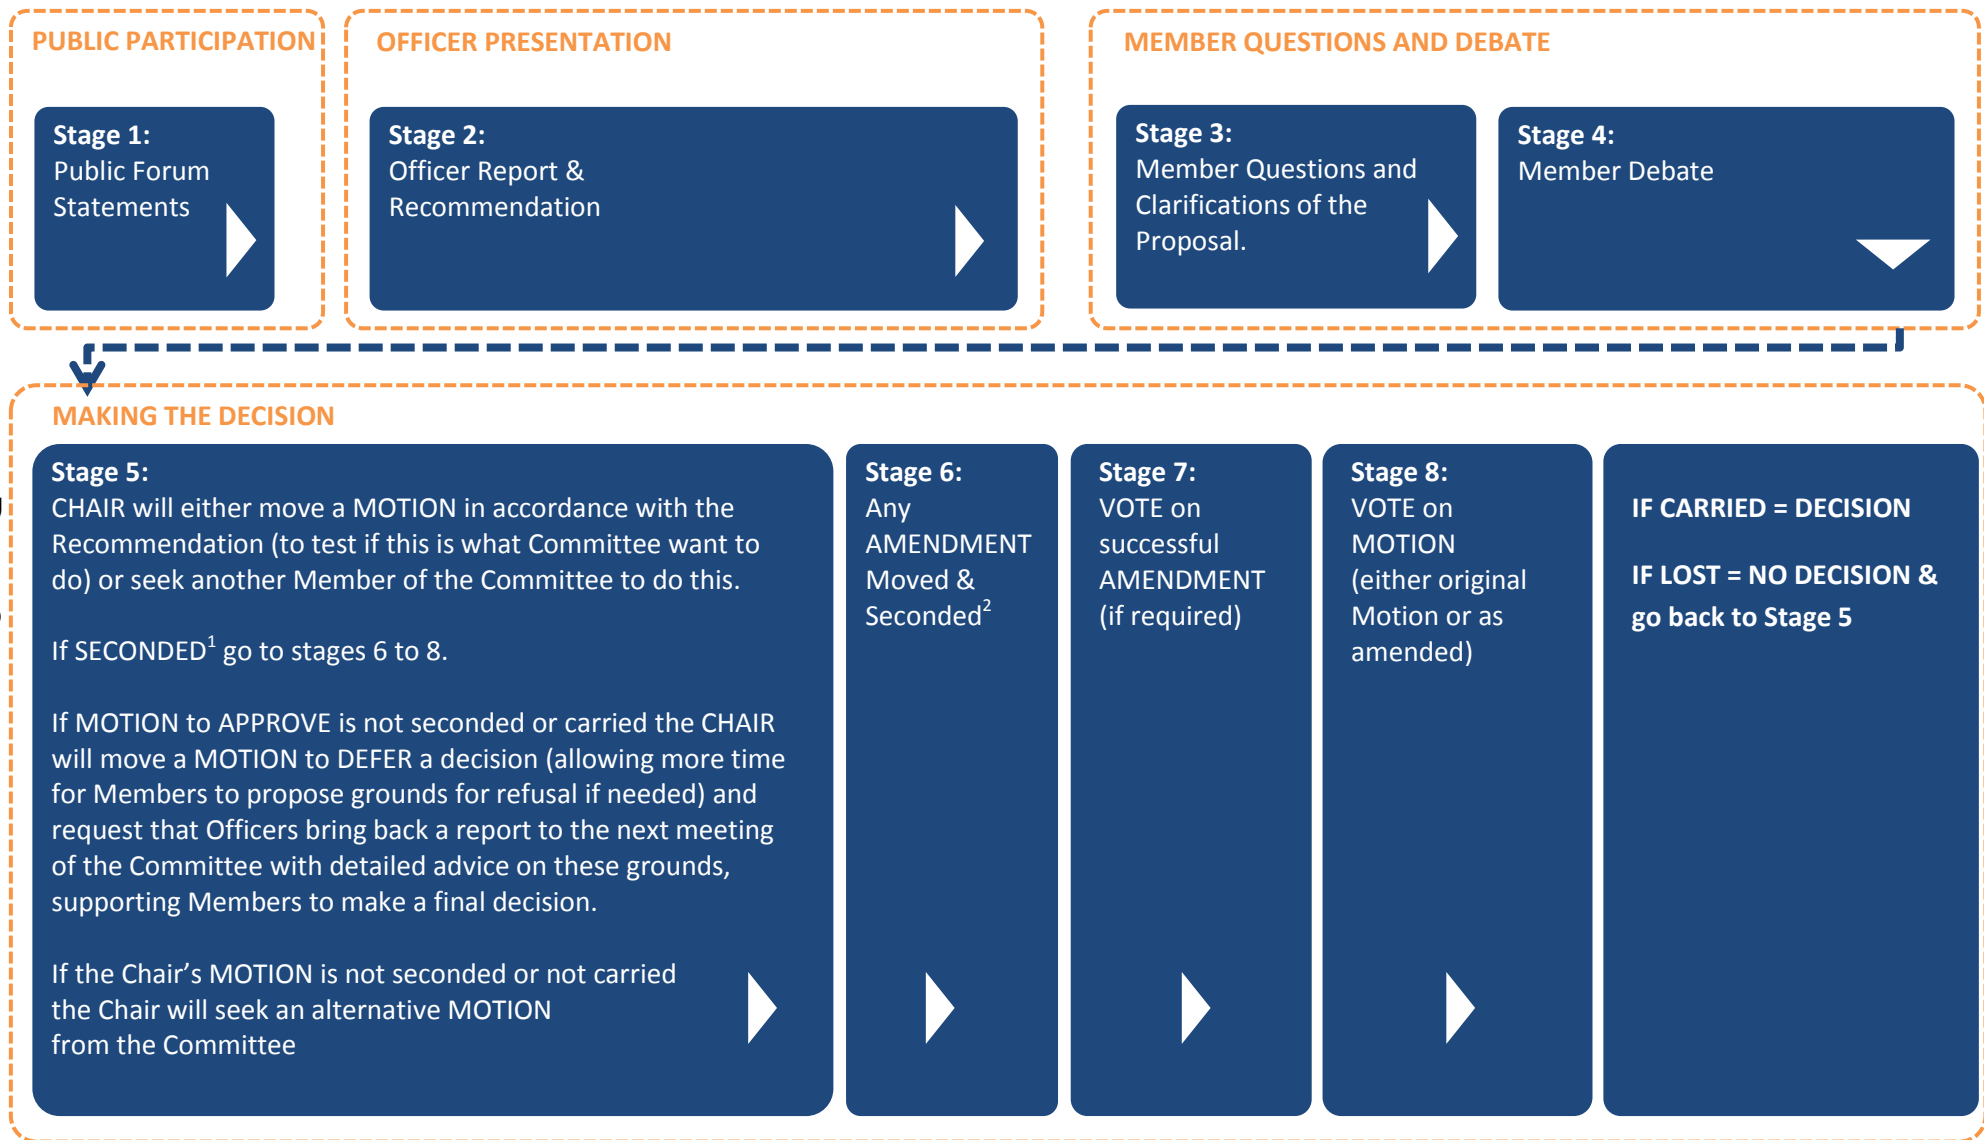 PUBLIC PARTICIPATION
OFFICER PRESENTATION
MEMBER QUESTIONS AND DEBATE
Stage 1:
Public Forum
Statements
Stage 2:
Officer Report &
Recommendation
Stage 3:
Member Questions and
Clarifications of the
Proposal.
Stage 4:
Member Debate
MAKING THE DECISION
Stage 5:
CHAIR will either move a MOTION in accordance with the
Recommendation (to test if this is what Committee want to
do) or seek another Member of the Committee to do this.
If SECONDED¹ go to stages 6 to 8.
If MOTION to APPROVE is not seconded or carried the CHAIR
will move a MOTION to DEFER a decision (allowing more time
for Members to propose grounds for refusal if needed) and
request that Officers bring back a report to the next meeting
of the Committee with detailed advice on these grounds,
supporting Members to make a final decision.
If the Chair’s MOTION is not seconded or not carried
the Chair will seek an alternative MOTION
from the Committee
Stage 6:
Any
AMENDMENT
Moved &
Seconded²
Stage 7:
VOTE on
successful
AMENDMENT
(if required)
Stage 8:
VOTE on
MOTION
(either original
Motion or as
amended)
IF CARRIED = DECISION
IF LOST = NO DECISION &
go back to Stage 5